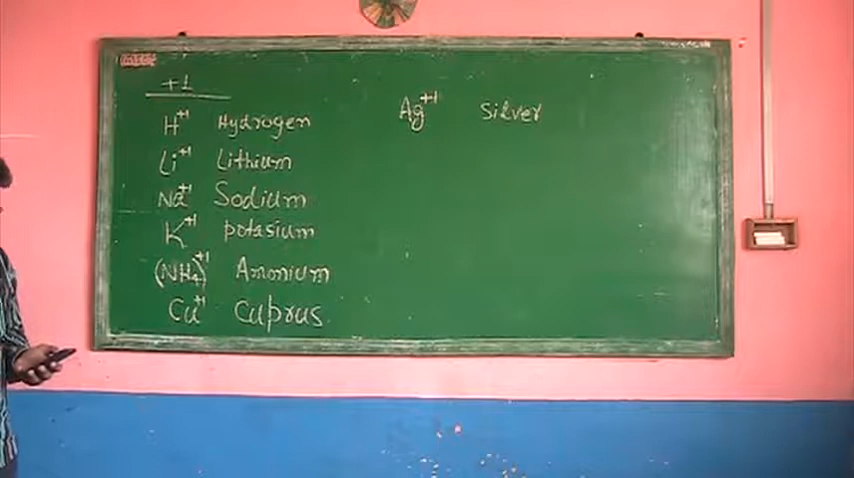 +1
H+1 Hydrogen
Li+1 Lithium
Na+1 Sodium
K+1 potasium
(NH4)+1 Ammonium
Cu+1 Cuprus
Ag+1 Silver